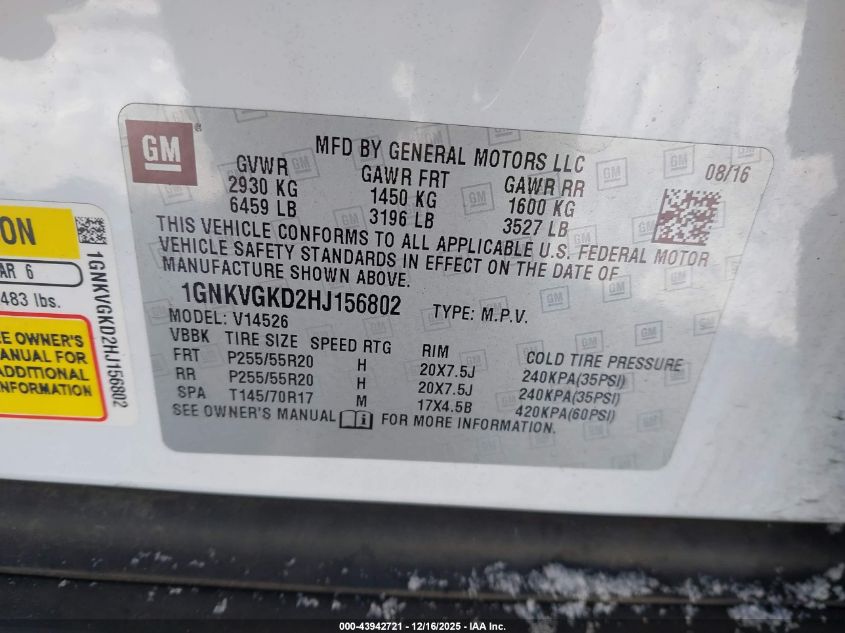 GM ®
MFD BY GENERAL MOTORS LLC
08/16
GVWR GAWR FRT GAWR RR
2930 KG 1450 KG 1600 KG
6459 LB 3196 LB 3527 LB
THIS VEHICLE CONFORMS TO ALL APPLICABLE U.S. FEDERAL MOTOR
VEHICLE SAFETY STANDARDS IN EFFECT ON THE DATE OF
MANUFACTURE SHOWN ABOVE.
1GNKVGKD2HJ156802 TYPE: M.P.V.
MODEL: V14526
VBBK TIRE SIZE SPEED RTG RIM COLD TIRE PRESSURE
FRT P255/55R20 H 20X7.5J 240KPA(35PSI)
RR P255/55R20 H 20X7.5J 240KPA(35PSI)
SPA T145/70R17 M 17X4.5B 420KPA(60PSI)
SEE OWNER'S MANUAL FOR MORE INFORMATION.
ON
AR 6
483 lbs.
EE OWNER'S
MANUAL FOR
ADDITIONAL
INFORMATION
1GNKVGKD2HJ156802
000-43942721 - 12/16/2025 - IAA Inc.